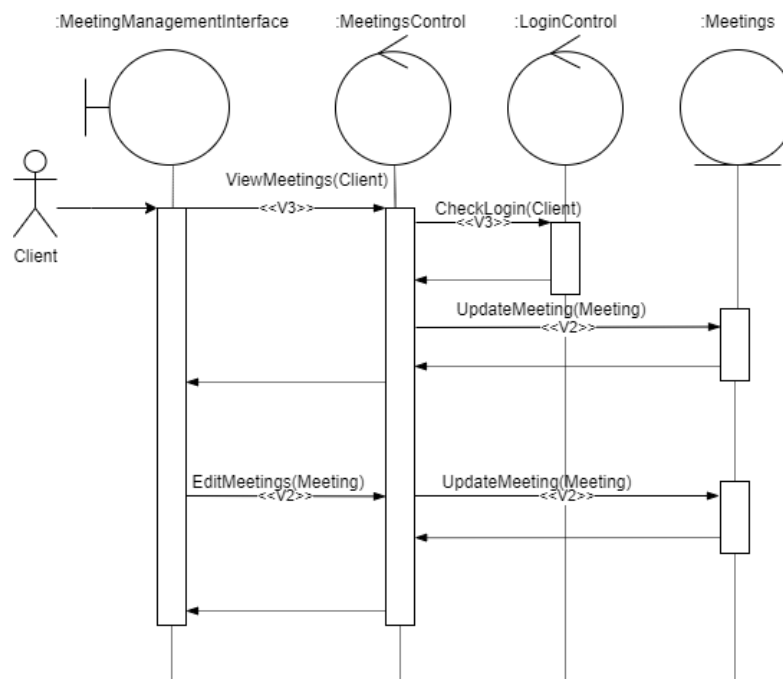 :MeetingManagementInterface
:MeetingsControl
:LoginControl
:Meetings
ViewMeetings(Client)
<<V3>>
CheckLogin(Client)
<<V3>>
Client
UpdateMeeting(Meeting)
<<V2>>
EditMeetings(Meeting)
<<V2>>
UpdateMeeting(Meeting)
<<V2>>